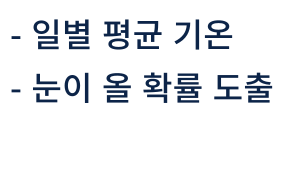 - 일별 평균 기온
- 눈이 올 확률 도출